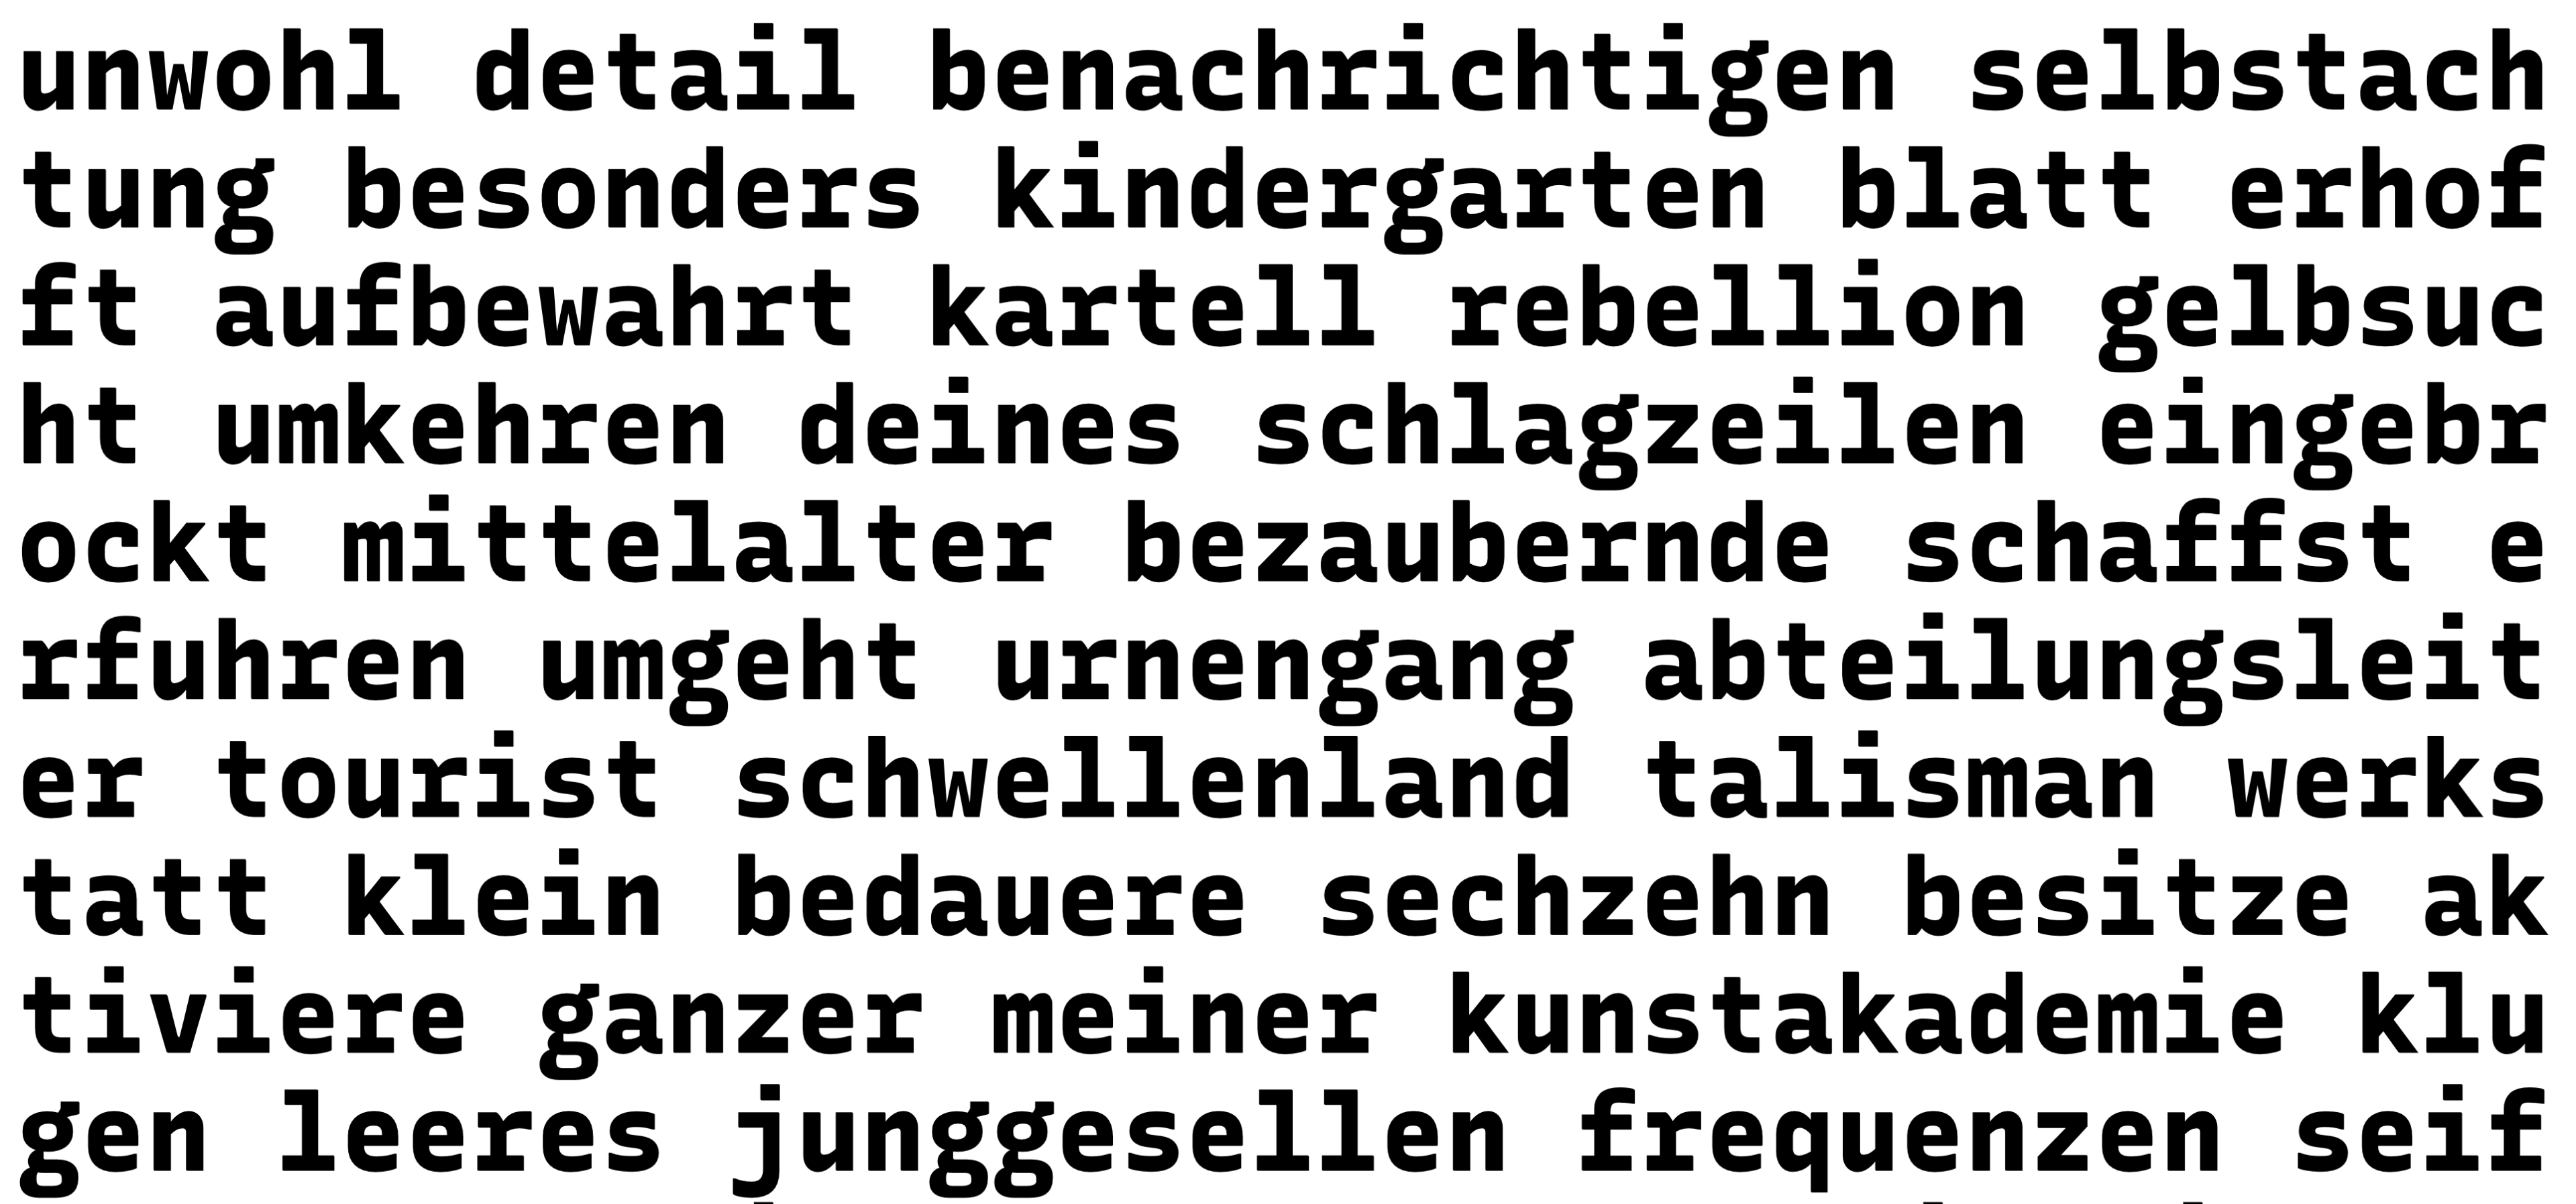 unwohl detail benachrichtigen selbstach
tung besonders kindergarten blatt erhof
ft aufbewahrt kartell rebellion gelbsuc
ht umkehren deines schlagzeilen eingebr
ockt mittelalter bezaubernde schaffst e
rfuhren umgeht urnengang abteilungsleit
er tourist schwellenland talisman werks
tatt klein bedauere sechzehn besitze ak
tiviere ganzer meiner kunstakademie klu
gen leeres junggesellen frequenzen seif